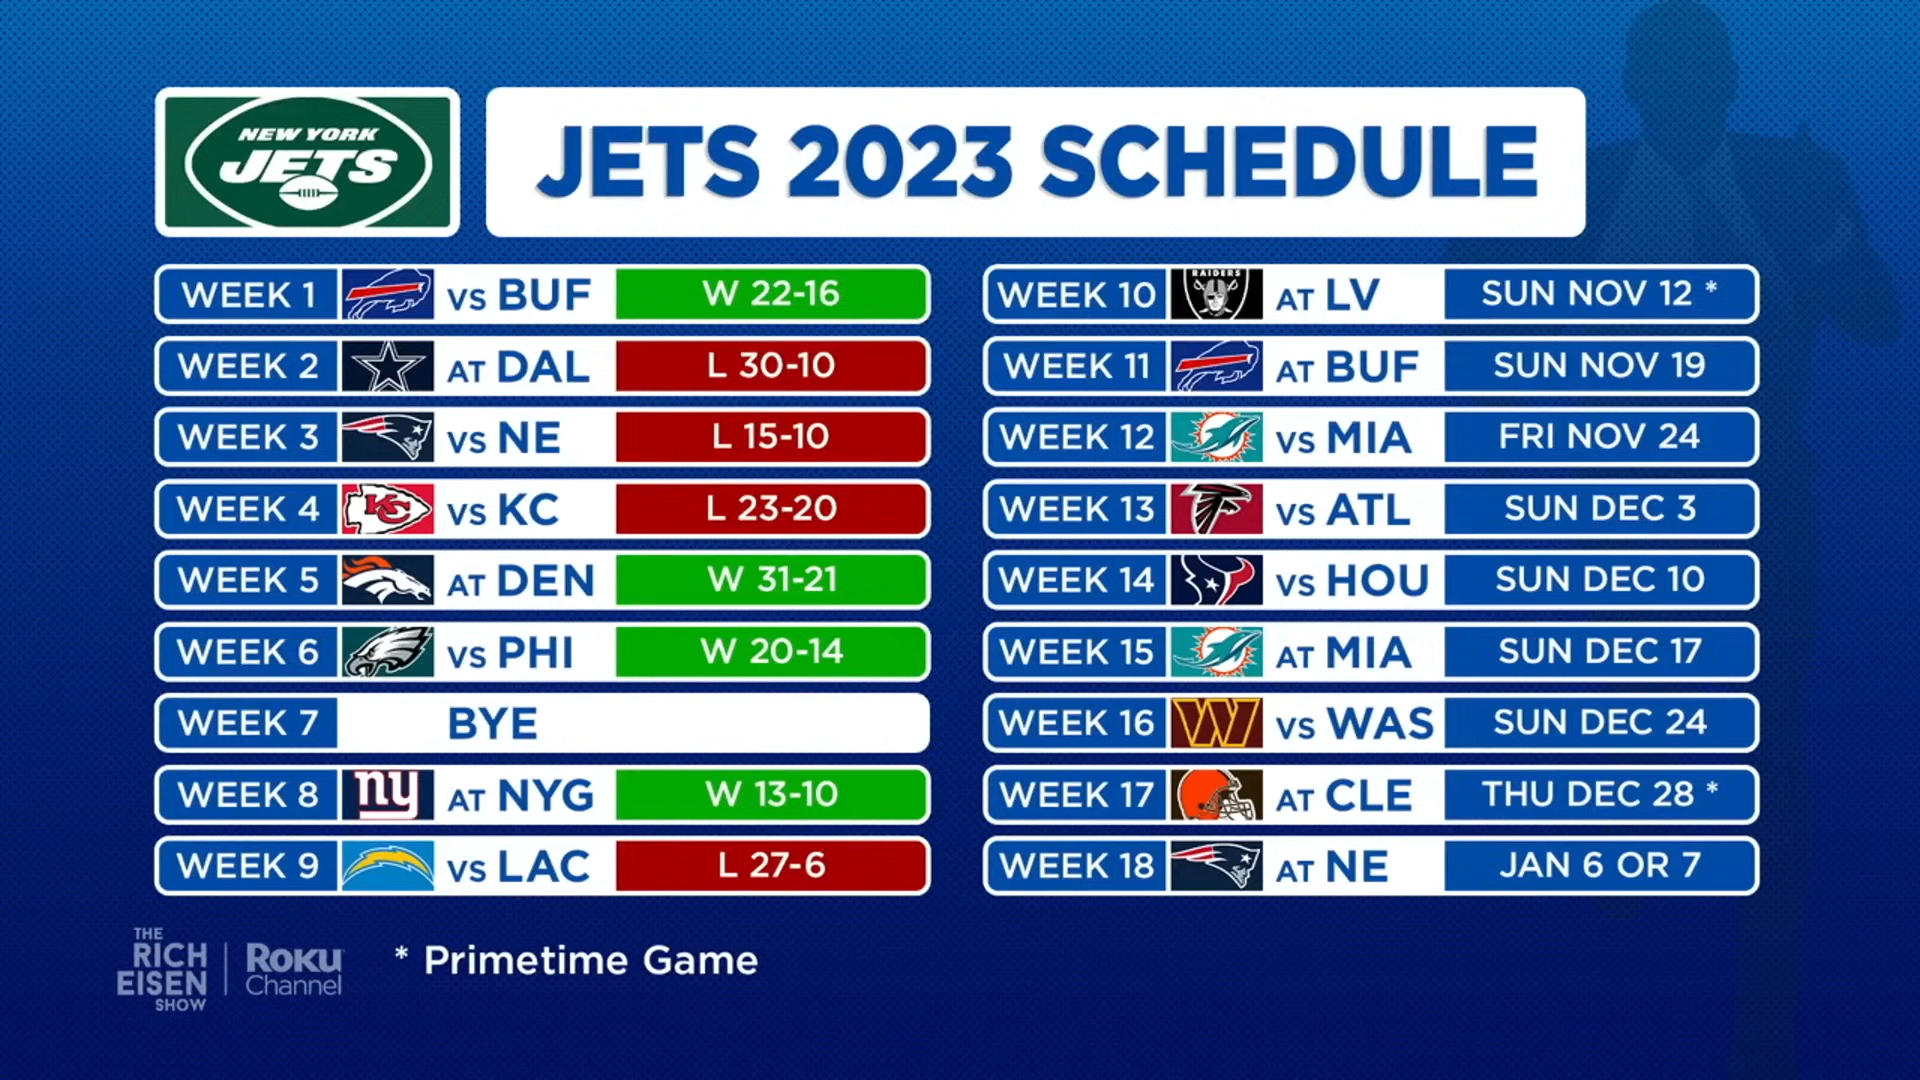 NEW YORK
JETS
JETS 2023 SCHEDULE
WEEK 1 VS BUF W 22-16
WEEK 2 AT DAL L 30-10
WEEK 3 VS NE L 15-10
WEEK 4 KC VS KC L 23-20
WEEK 5 AT DEN W 31-21
WEEK 6 VS PHI W 20-14
WEEK 7 BYE
WEEK 8 ny AT NYG W 13-10
WEEK 9 VS LAC L 27-6
WEEK 10 RAIDERS AT LV SUN NOV 12 *
WEEK 11 AT BUF SUN NOV 19
WEEK 12 VS MIA FRI NOV 24
WEEK 13 VS ATL SUN DEC 3
WEEK 14 VS HOU SUN DEC 10
WEEK 15 AT MIA SUN DEC 17
WEEK 16 W VS WAS SUN DEC 24
WEEK 17 AT CLE THU DEC 28 *
WEEK 18 AT NE JAN 6 OR 7
THE
RICH
EISEN
SHOW
Roku
Channel
* Primetime Game